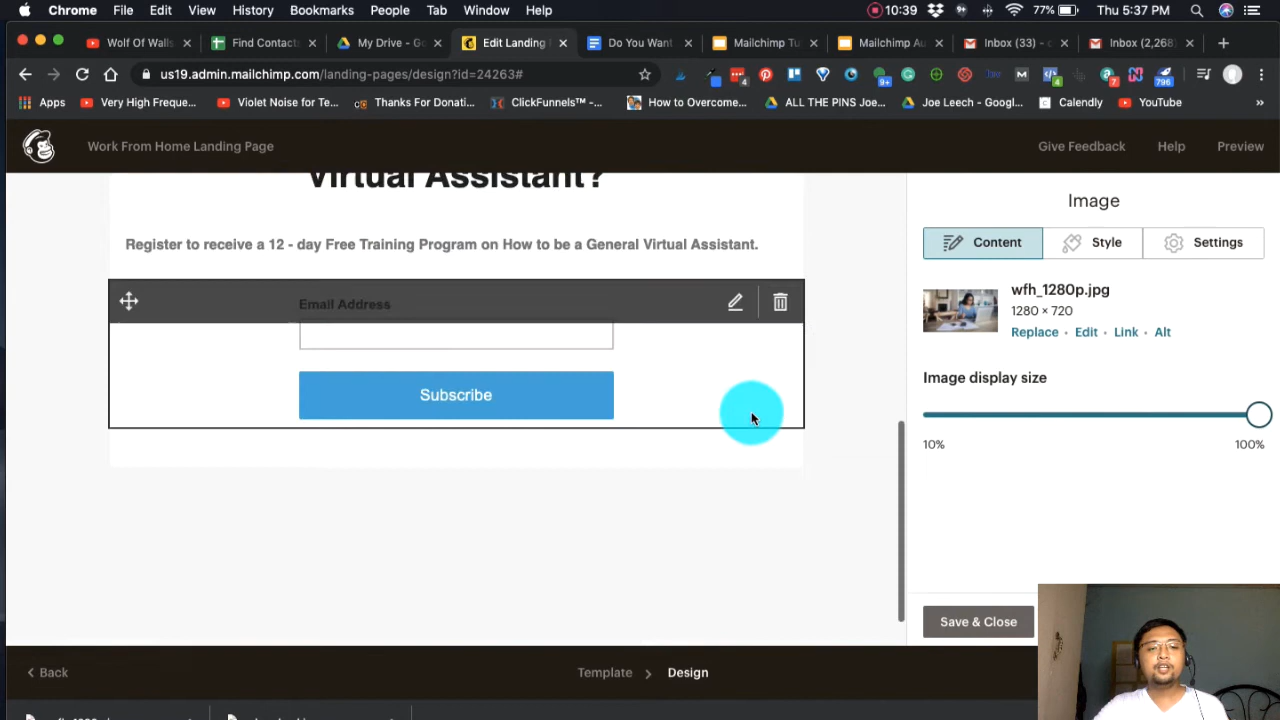 Chrome File Edit View History Bookmarks People Tab Window Help 10:39 77% Thu 5:37 PM
Wolf Of Walls Find Contacts My Drive - Go Edit Landing Do You Want Mailchimp Tu Mailchimp Au Inbox (33) - c Inbox (2,268)
us19.admin.mailchimp.com/landing-pages/design?id=24263#
Apps Very High Freque... Violet Noise for Te... Thanks For Donati... ClickFunnels™ -... How to Overcome... ALL THE PINS Joe... Joe Leech - Googl... Calendly YouTube »
Work From Home Landing Page Give Feedback Help Preview
Virtual Assistant?
Register to receive a 12 - day Free Training Program on How to be a General Virtual Assistant.
Email Address
Subscribe
Image
Content Style Settings
wfh_1280p.jpg
1280 × 720
Replace • Edit • Link • Alt
Image display size
10% 100%
Save & Close
Back Template Design